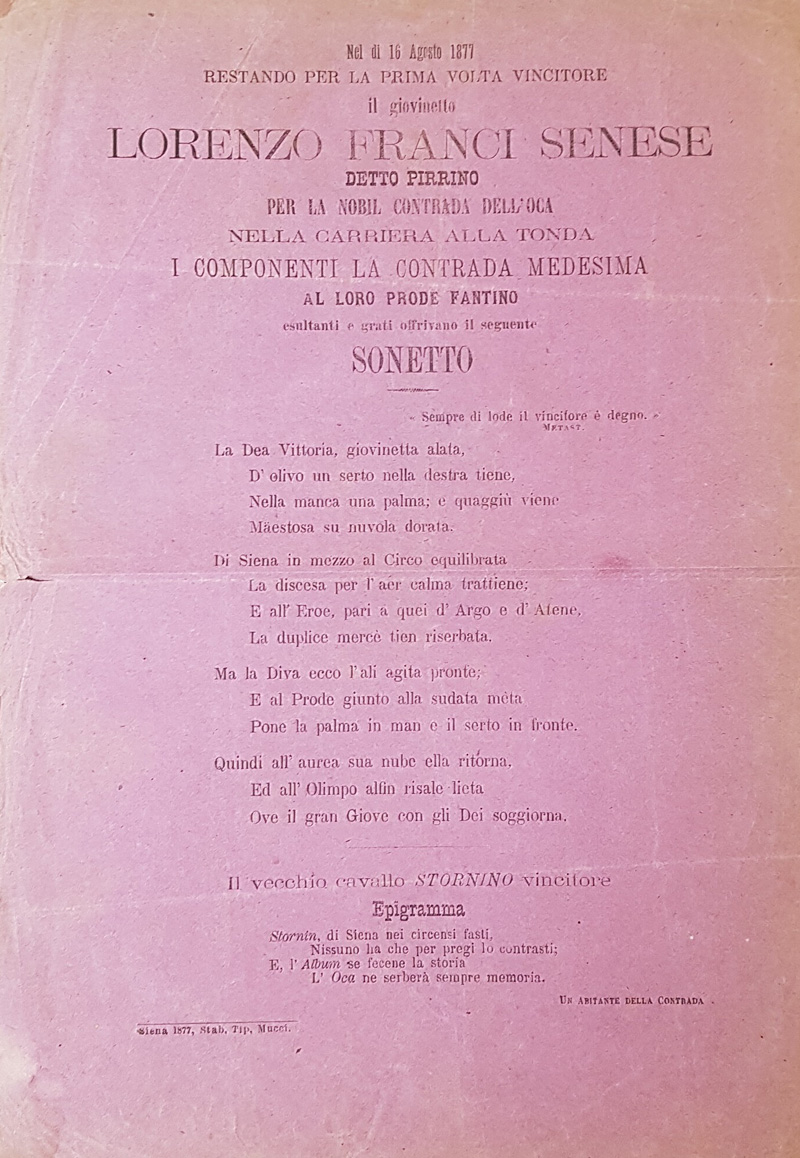 Nel di 16 Agosto 1877
RESTANDO PER LA PRIMA VOLTA VINCITORE
il giovinetto
LORENZO FRANCI SENESE
DETTO PIRRINO
PER LA NOBIL CONTRADA DELL'OCA
NELLA CARRIERA ALLA TONDA
I COMPONENTI LA CONTRADA MEDESIMA
AL LORO PRODE FANTINO
esultanti e grati offrivano il seguente
SONETTO
« Sempre di lode il vincitore è degno. »
METAST.
La Dea Vittoria, giovinetta alata,
D' olivo un serto nella destra tiene,
Nella manca una palma; e quaggiù viene
Mäestosa su nuvola dorata.
Di Siena in mezzo al Circo equilibrata
La discesa per l' aër calma trattiene;
E all' Eroe, pari a quei d' Argo e d' Atene,
La duplice mercè tien riserbata.
Ma la Diva ecco l' ali agita pronte;
E al Prode giunto alla sudata mèta
Pone la palma in man e il serto in fronte.
Quindi all' aurea sua nube ella ritorna,
Ed all' Olimpo alfin risale lieta
Ove il gran Giove con gli Dei soggiorna.
Il vecchio cavallo STORNINO vincitore
Epigramma
Stornin, di Siena nei circensi fasti,
Nissuno ha che per pregi lo contrasti;
E, l' Album se fecene la storia
L' Oca ne serberà sempre memoria.
UN ABITANTE DELLA CONTRADA
Siena 1877, Stab, Tip, Mucci.